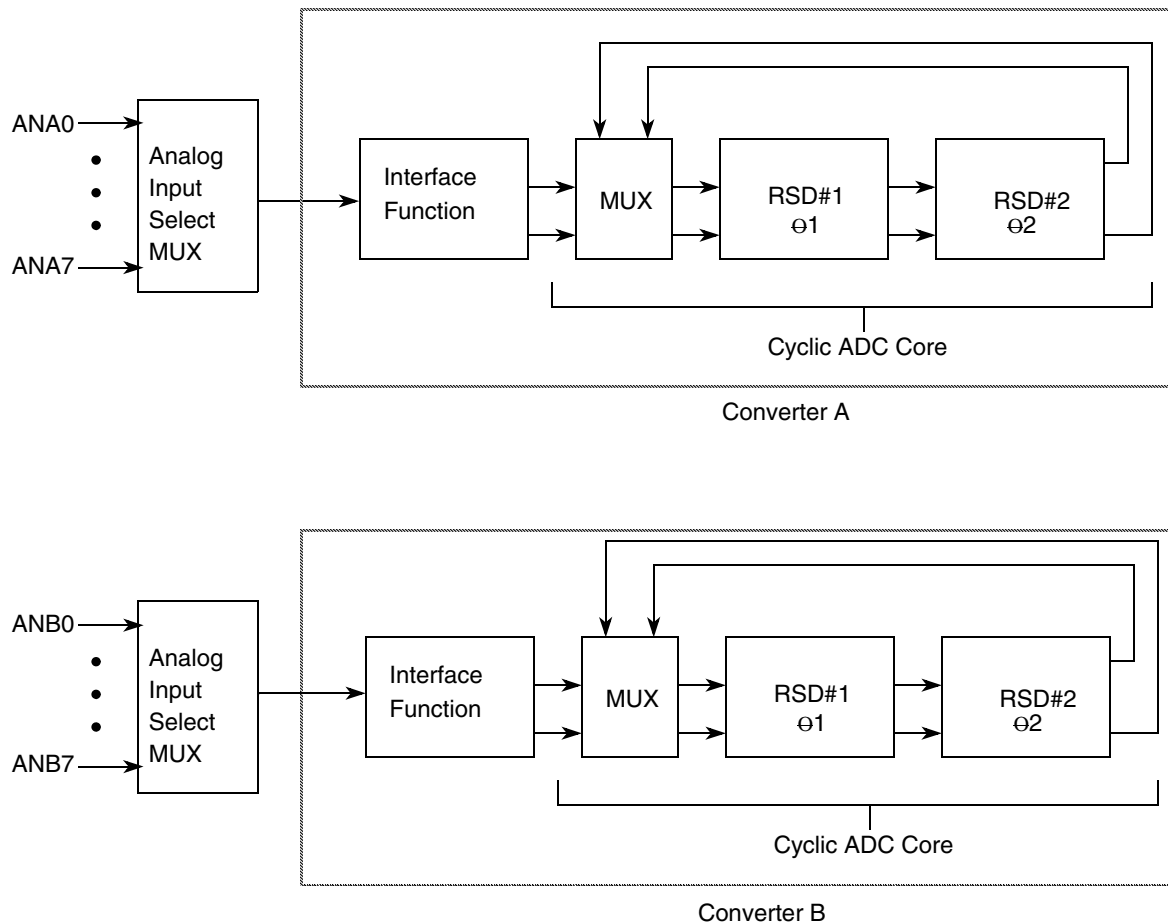 ANA0
ANA7
Analog
Input
Select
MUX
Interface
Function
MUX
RSD#1
ϴ1
RSD#2
ϴ2
Cyclic ADC Core
Converter A
ANB0
ANB7
Analog
Input
Select
MUX
Interface
Function
MUX
RSD#1
ϴ1
RSD#2
ϴ2
Cyclic ADC Core
Converter B